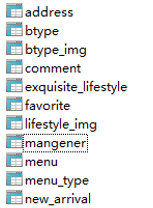 address
btype
btype_img
comment
exquisite_lifestyle
favorite
lifestyle_img
mangener
menu
menu_type
new_arrival